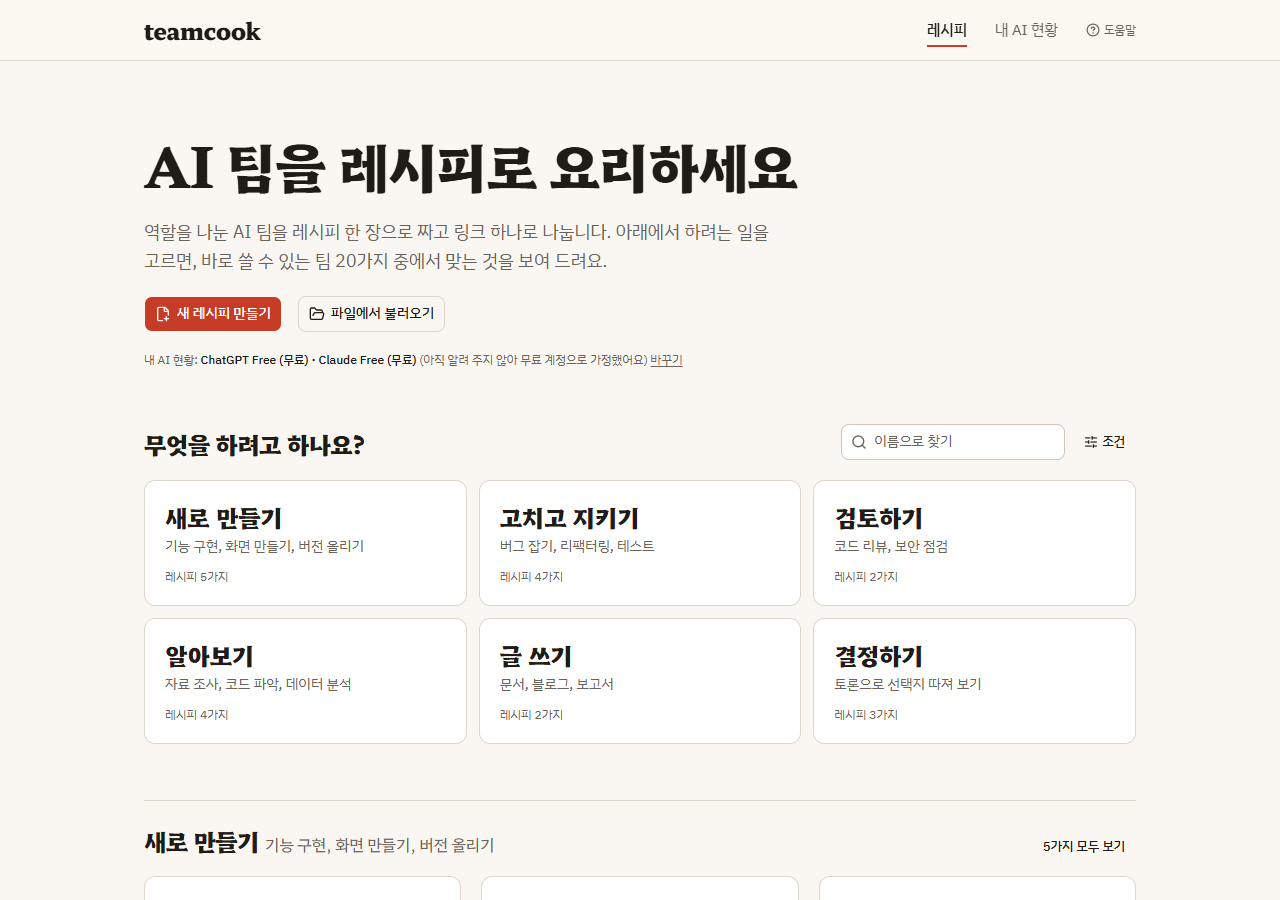 teamcook
레시피
내 AI 현황
도움말
AI 팀을 레시피로 요리하세요
역할을 나눈 AI 팀을 레시피 한 장으로 짜고 링크 하나로 나눕니다. 아래에서 하려는 일을
고르면, 바로 쓸 수 있는 팀 20가지 중에서 맞는 것을 보여 드려요.
새 레시피 만들기
파일에서 불러오기
내 AI 현황: ChatGPT Free (무료) · Claude Free (무료) (아직 알려 주지 않아 무료 계정으로 가정했어요) 바꾸기
무엇을 하려고 하나요?
이름으로 찾기
조건
새로 만들기
기능 구현, 화면 만들기, 버전 올리기
레시피 5가지
고치고 지키기
버그 잡기, 리팩터링, 테스트
레시피 4가지
검토하기
코드 리뷰, 보안 점검
레시피 2가지
알아보기
자료 조사, 코드 파악, 데이터 분석
레시피 4가지
글 쓰기
문서, 블로그, 보고서
레시피 2가지
결정하기
토론으로 선택지 따져 보기
레시피 3가지
새로 만들기 기능 구현, 화면 만들기, 버전 올리기
5가지 모두 보기